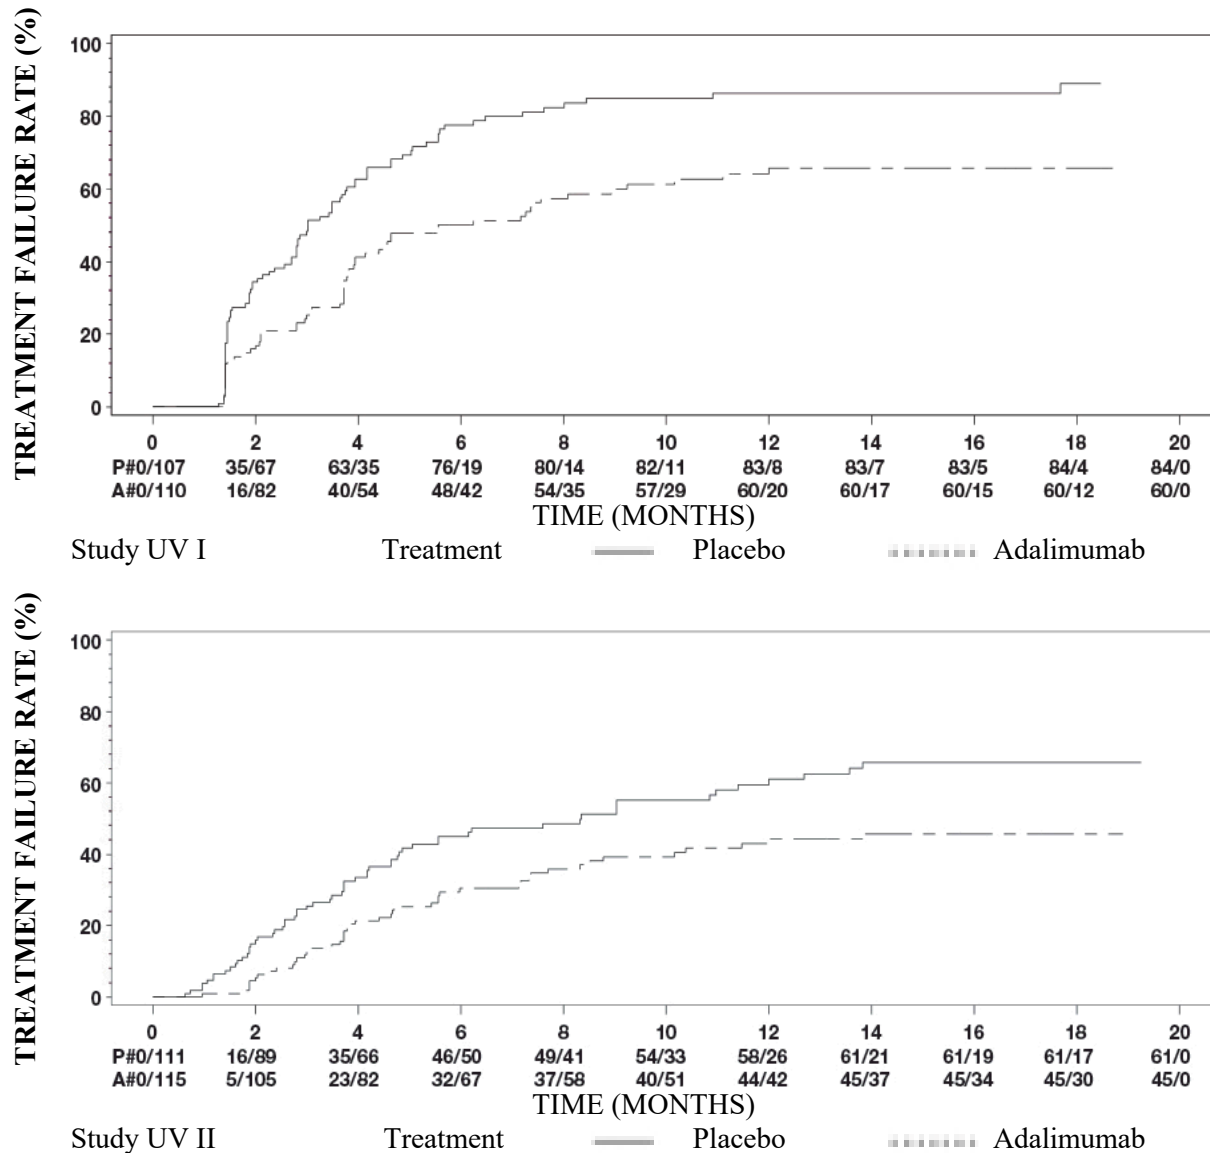 TREATMENT FAILURE RATE (%)
100
80
60
40
20
0
0 2 4 6 8 10 12 14 16 18 20
P#0/107 35/67 63/35 76/19 80/14 82/11 83/8 83/7 83/5 84/4 84/0
A#0/110 16/82 40/54 48/42 54/35 57/29 60/20 60/17 60/15 60/12 60/0
TIME (MONTHS)
Study UV I Treatment Placebo Adalimumab
TREATMENT FAILURE RATE (%)
100
80
60
40
20
0
0 2 4 6 8 10 12 14 16 18 20
P#0/111 16/89 35/66 46/50 49/41 54/33 58/26 61/21 61/19 61/17 61/0
A#0/115 5/105 23/82 32/67 37/58 40/51 44/42 45/37 45/34 45/30 45/0
TIME (MONTHS)
Study UV II Treatment Placebo Adalimumab